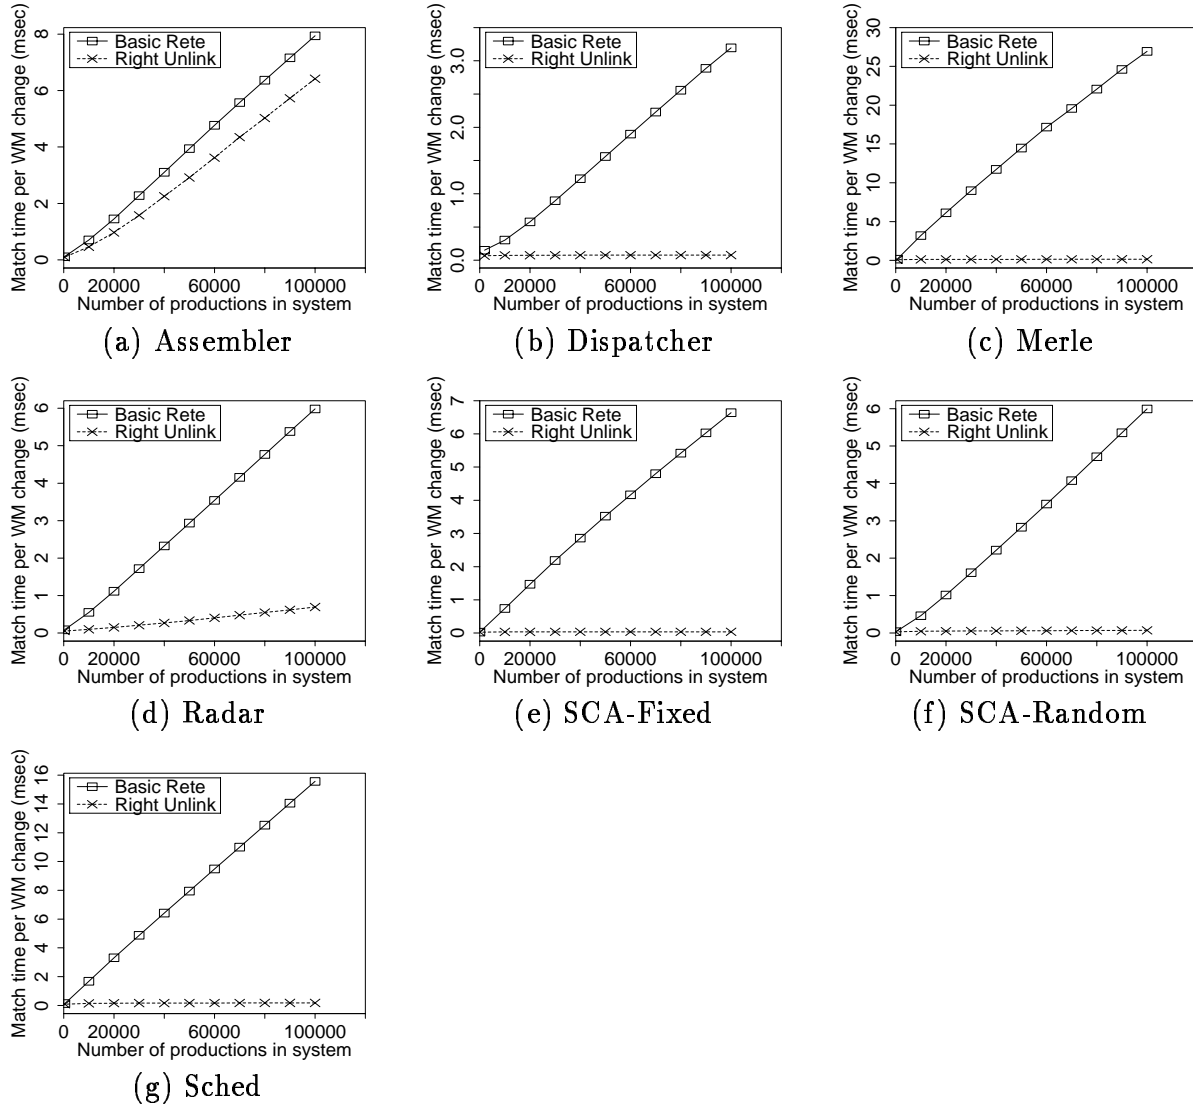 Match time per WM change (msec)
8
6
4
2
0
Basic Rete
Right Unlink
0 20000 60000 100000
Number of productions in system
(a) Assembler
Match time per WM change (msec)
3.0
2.0
1.0
0.0
Basic Rete
Right Unlink
0 20000 60000 100000
Number of productions in system
(b) Dispatcher
Match time per WM change (msec)
30
25
20
15
10
5
0
Basic Rete
Right Unlink
0 20000 60000 100000
Number of productions in system
(c) Merle
Match time per WM change (msec)
6
5
4
3
2
1
0
Basic Rete
Right Unlink
0 20000 60000 100000
Number of productions in system
(d) Radar
Match time per WM change (msec)
7
6
5
4
3
2
1
0
Basic Rete
Right Unlink
0 20000 60000 100000
Number of productions in system
(e) SCA-Fixed
Match time per WM change (msec)
6
5
4
3
2
1
0
Basic Rete
Right Unlink
0 20000 60000 100000
Number of productions in system
(f) SCA-Random
Match time per WM change (msec)
16
14
12
10
8
6
4
2
0
Basic Rete
Right Unlink
0 20000 60000 100000
Number of productions in system
(g) Sched